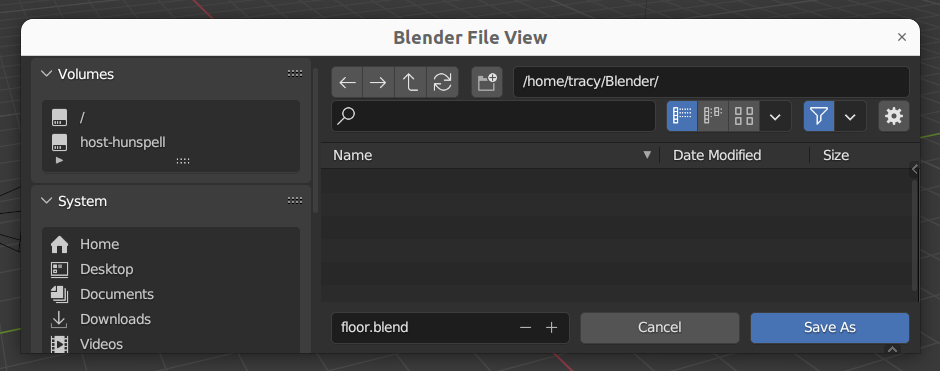 Blender File View
Volumes
/
host-hunspell
System
Home
Desktop
Documents
Downloads
Videos
/home/tracy/Blender/
Name
Date Modified
Size
floor.blend
Cancel
Save As